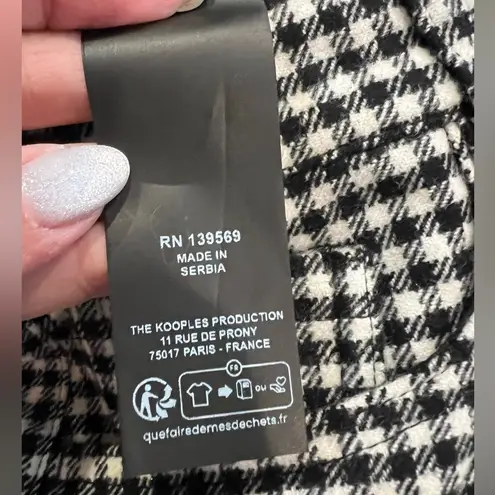 RN 139569
MADE IN
SERBIA
THE KOOPLES PRODUCTION
11 RUE DE PRONY
75017 PARIS - FRANCE
FR
OU
quefairedemesdechets.fr